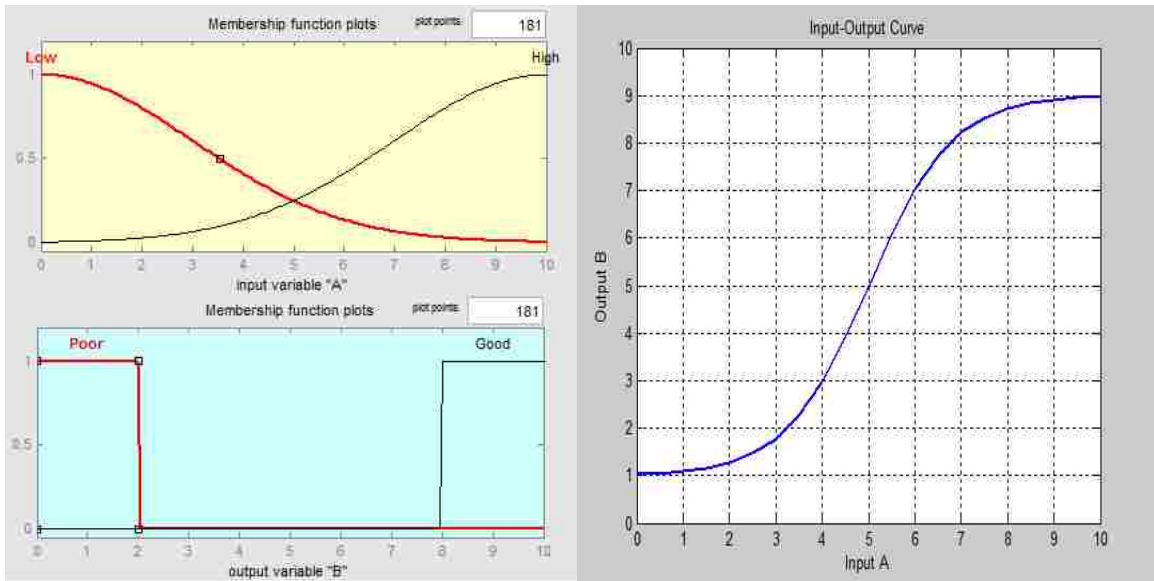 Membership function plots plot points: 181
Low High
1
0.5
0
0 1 2 3 4 5 6 7 8 9 10
input variable "A"
Membership function plots plot points: 181
Poor Good
1
0.5
0
0 1 2 3 4 5 6 7 8 9 10
output variable "B"
Input-Output Curve
10
9
8
7
6
5
4
3
2
1
0
Output B
0 1 2 3 4 5 6 7 8 9 10
Input A